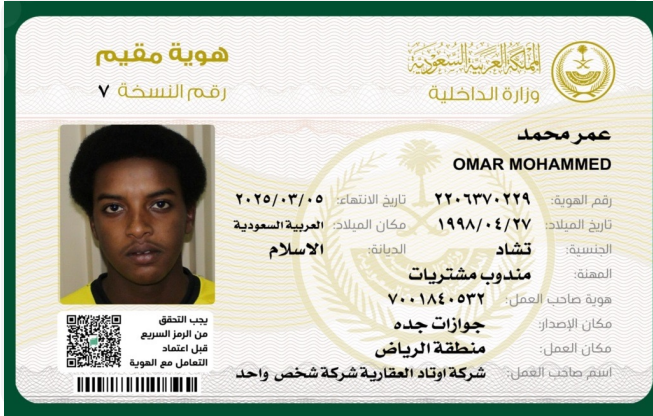 المملكة العربية السعودية
وزارة الداخلية
هوية مقيم
رقم النسخة ٧
عمر محمد
OMAR MOHAMMED
رقم الهوية: ٢٢٠٦٣٧٠٢٢٩ تاريخ الانتهاء: ٢٠٢٥/٠٣/٠٥
تاريخ الميلاد: ١٩٩٨/٠٤/٢٧ مكان الميلاد: العربية السعودية
الجنسية: تشاد الديانة: الاسلام
المهنة: مندوب مشتريات
هوية صاحب العمل: ٧٠٠١٨٤٠٥٣٢
مكان الإصدار: جوازات جده
مكان العمل: منطقة الرياض
اسم صاحب العمل: شركة اوتاد العقارية شركة شخص واحد
يجب التحقق
من الرمز السريع
قبل اعتماد
التعامل مع الهوية